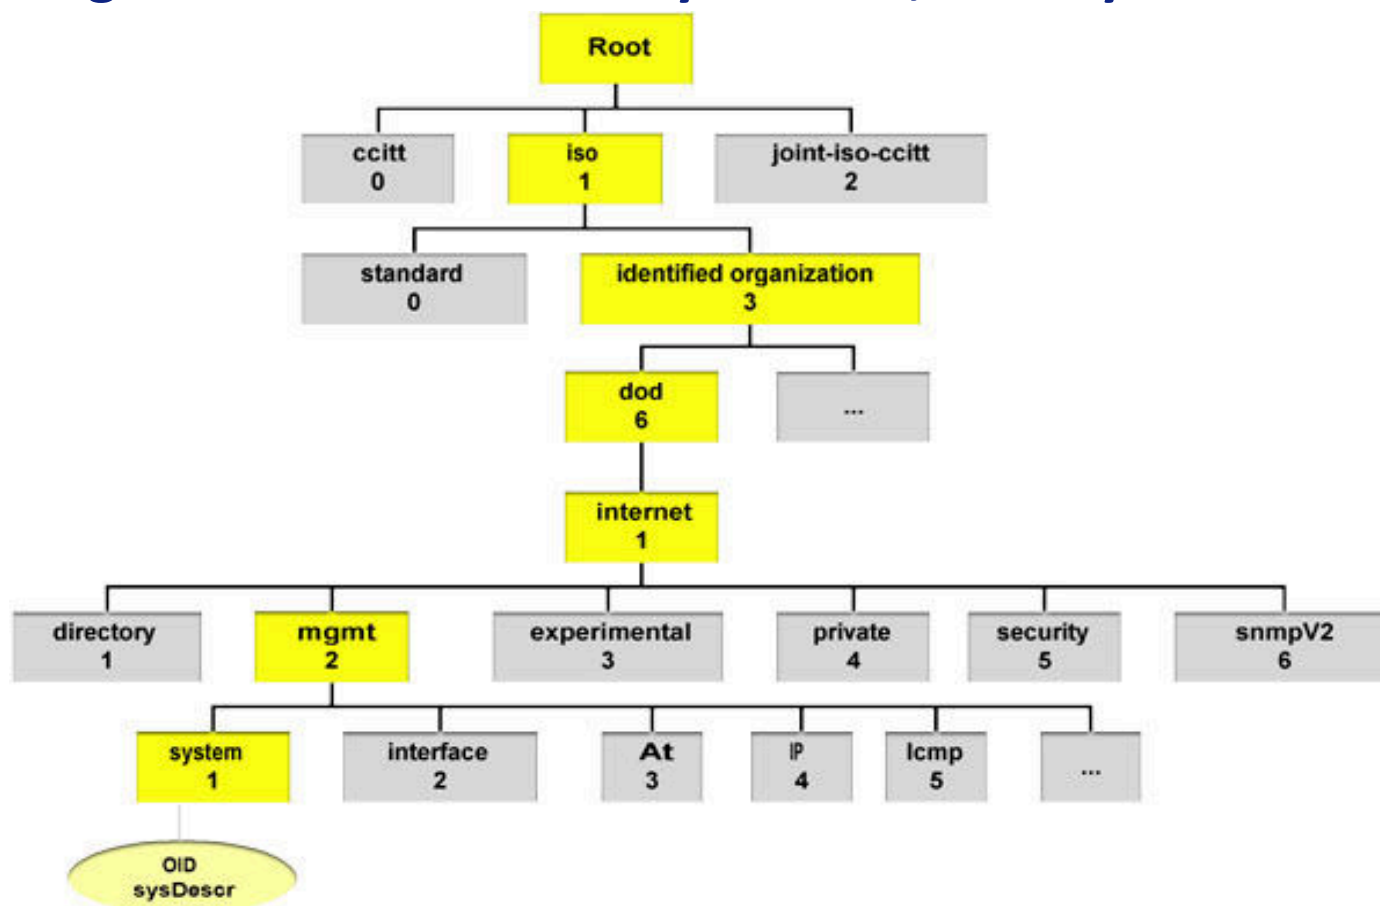 Root
ccitt
0
iso
1
joint-iso-ccitt
2
standard
0
identified organization
3
dod
6
...
internet
1
directory
1
mgmt
2
experimental
3
private
4
security
5
snmpV2
6
system
1
interface
2
At
3
IP
4
Icmp
5
...
OID
sysDescr